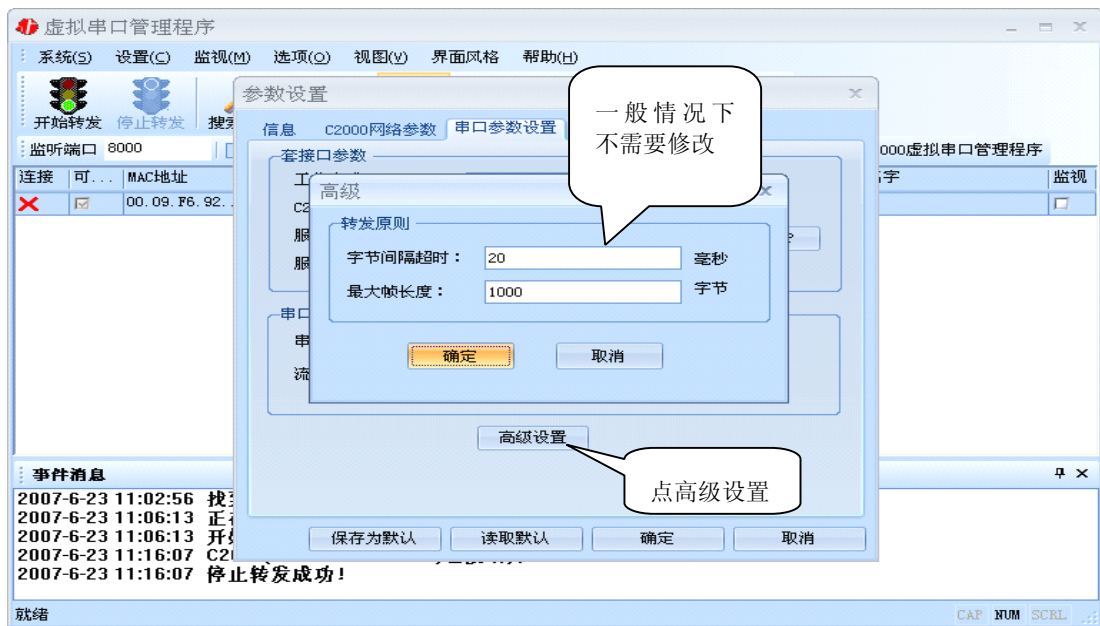 虚拟串口管理程序
系统(S) 设置(C) 监视(M) 选项(O) 视图(V) 界面风格 帮助(H)
开始转发 停止转发
监听端口 8000
000虚拟串口管理程序
连接 可... MAC地址 监视
00.09.F6.92.
参数设置
信息 C2000网络参数 串口参数设置
套接口参数
高级
转发原则
字节间隔超时： 20 毫秒
最大帧长度： 1000 字节
确定 取消
一般情况下
不需要修改
高级设置
点高级设置
保存为默认 读取默认 确定 取消
事件消息
2007-6-23 11:02:56
2007-6-23 11:06:13
2007-6-23 11:06:13
2007-6-23 11:16:07
2007-6-23 11:16:07 停止转发成功!
就绪
CAP NUM SCRL